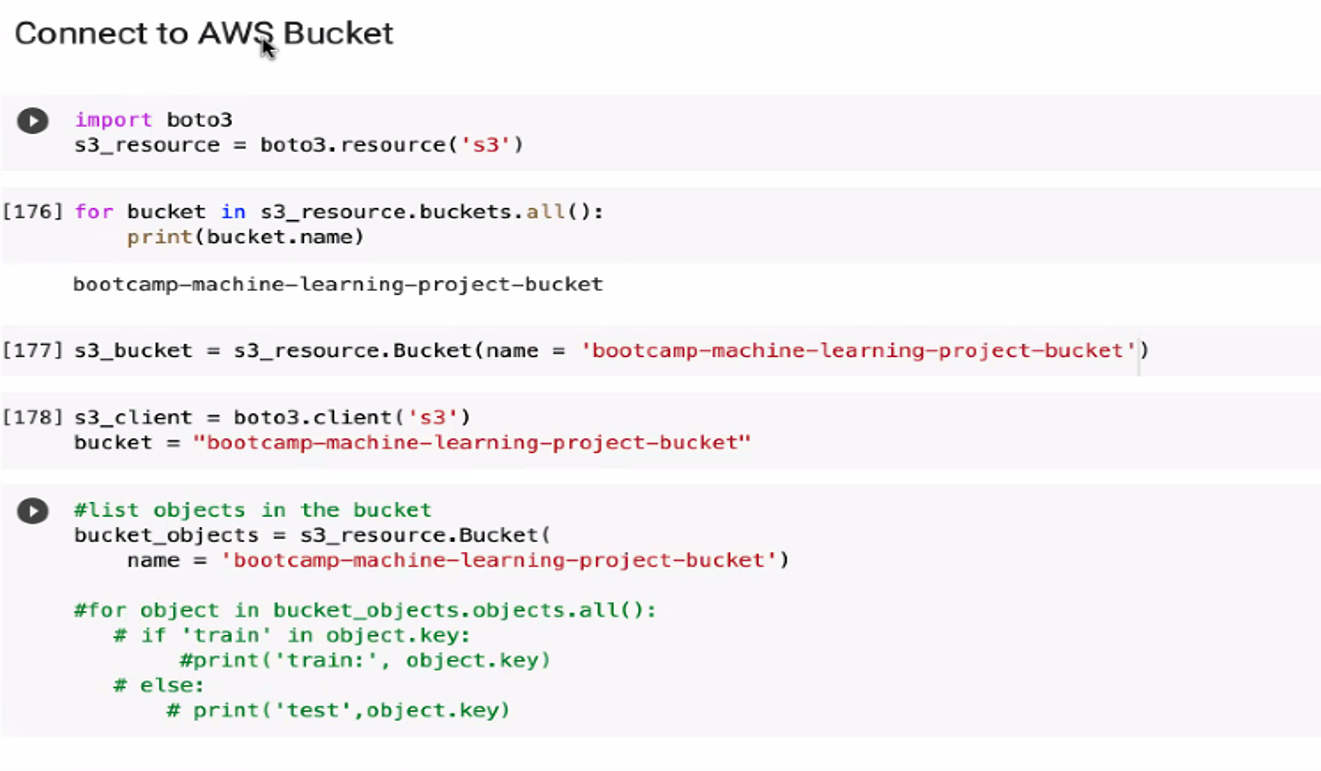 Connect to AWS Bucket
import boto3
s3_resource = boto3.resource('s3')
[176] for bucket in s3_resource.buckets.all():
    print(bucket.name)
bootcamp-machine-learning-project-bucket
[177] s3_bucket = s3_resource.Bucket(name = 'bootcamp-machine-learning-project-bucket')
[178] s3_client = boto3.client('s3')
bucket = "bootcamp-machine-learning-project-bucket"
#list objects in the bucket
bucket_objects = s3_resource.Bucket(
    name = 'bootcamp-machine-learning-project-bucket')
#for object in bucket_objects.objects.all():
   # if 'train' in object.key:
        #print('train:', object.key)
   # else:
       # print('test',object.key)